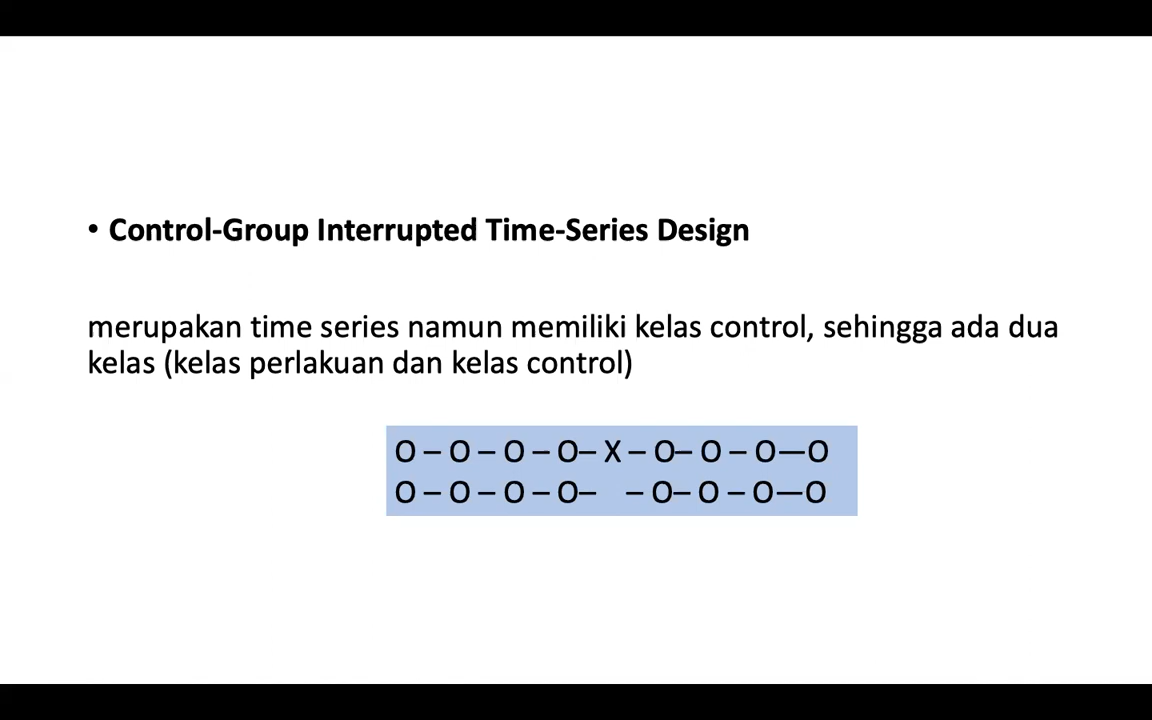 • Control-Group Interrupted Time-Series Design
merupakan time series namun memiliki kelas control, sehingga ada dua
kelas (kelas perlakuan dan kelas control)
O – O – O – O– X – O– O – O—O
O – O – O – O–   – O– O – O—O